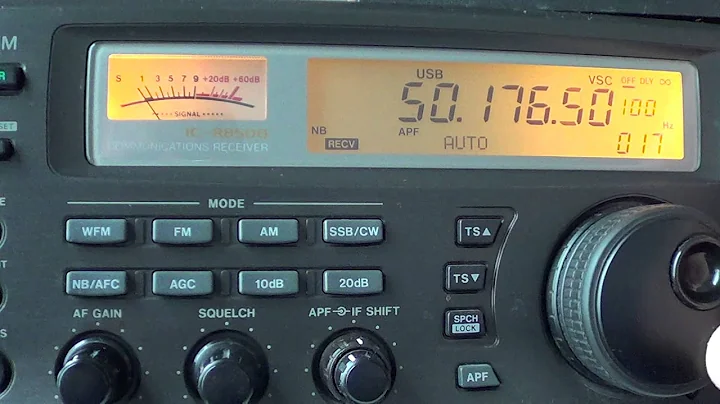 M
R
SET
S 1 3 5 7 9 +20dB +60dB
SIGNAL
IC-R8500
COMMUNICATIONS RECEIVER
USB VSC OFF DLY ∞
50.176.50 100
NB APF Hz
RECV AUTO 017
MODE
WFM FM AM SSB/CW TS▲
NB/AFC AGC 10dB 20dB TS▼
AF GAIN SQUELCH APF IF SHIFT
SPCH
LOCK
APF
E
T
S